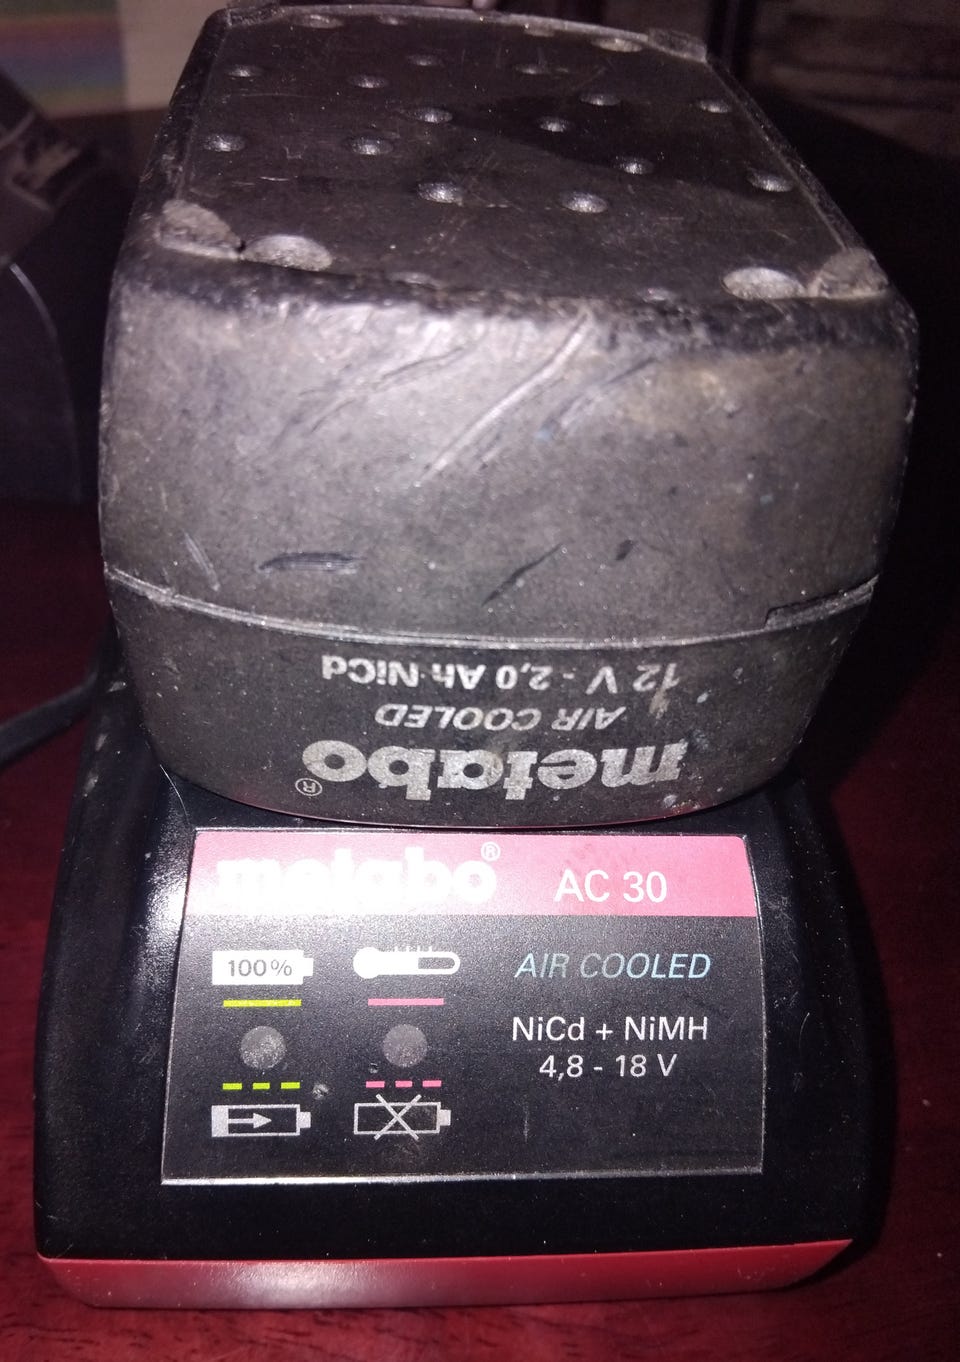 12 V - 2,0 Ah NiCd
AIR COOLED
metabo®
metabo® AC 30
100%
AIR COOLED
NiCd + NiMH
4,8 - 18 V